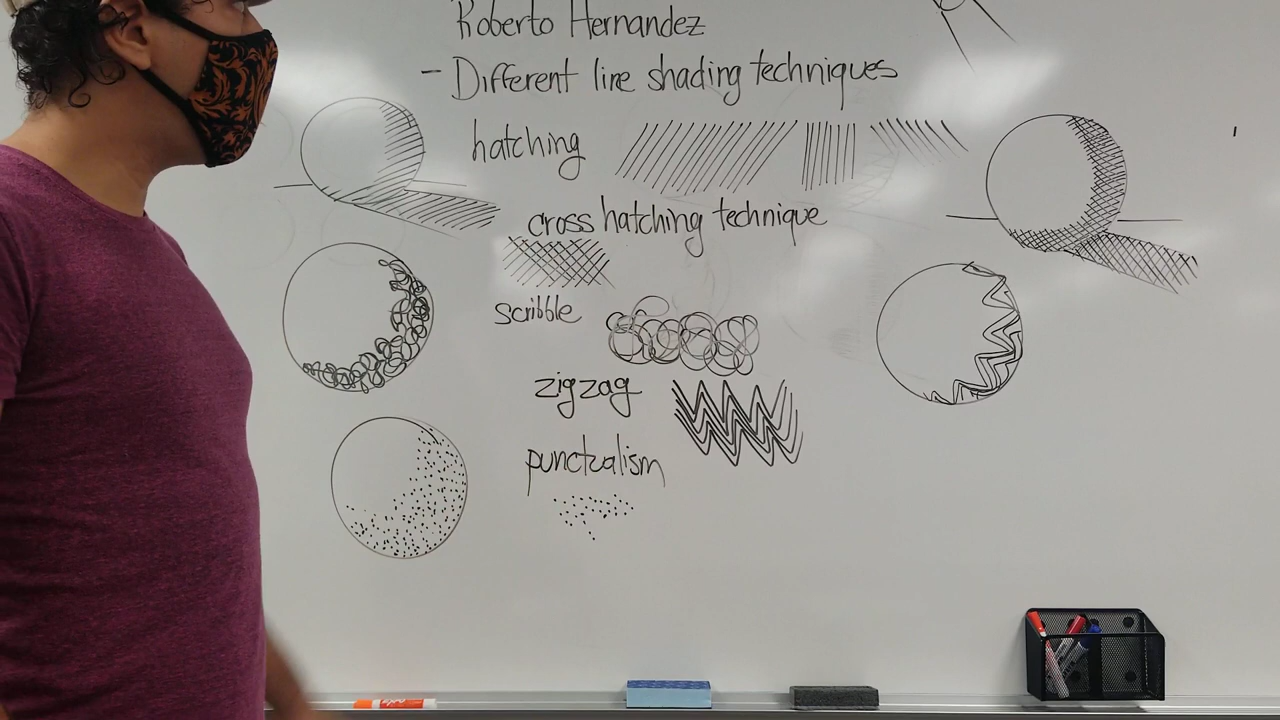 Roberto Hernandez
- Different line shading techniques
hatching
cross hatching technique
scribble
zigzag
punctualism